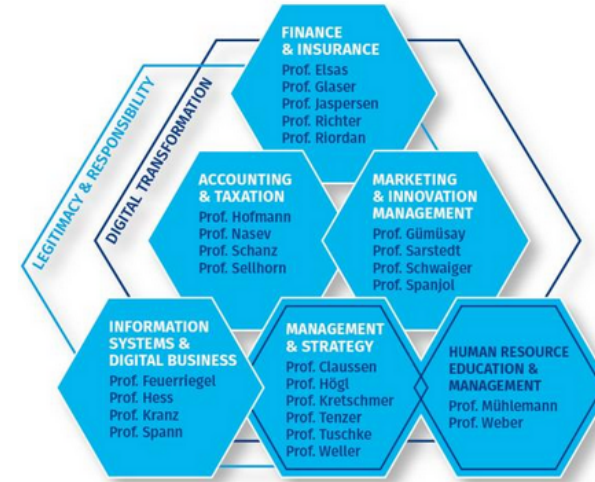 LEGITIMACY & RESPONSIBILITY
DIGITAL TRANSFORMATION
FINANCE
& INSURANCE
Prof. Elsas
Prof. Glaser
Prof. Jaspersen
Prof. Richter
Prof. Riordan
ACCOUNTING
& TAXATION
Prof. Hofmann
Prof. Nasev
Prof. Schanz
Prof. Sellhorn
MARKETING
& INNOVATION
MANAGEMENT
Prof. Gümüsay
Prof. Sarstedt
Prof. Schwaiger
Prof. Spanjol
INFORMATION
SYSTEMS &
DIGITAL BUSINESS
Prof. Feuerriegel
Prof. Hess
Prof. Kranz
Prof. Spann
MANAGEMENT
& STRATEGY
Prof. Claussen
Prof. Högl
Prof. Kretschmer
Prof. Tenzer
Prof. Tuschke
Prof. Weller
HUMAN RESOURCE
EDUCATION &
MANAGEMENT
Prof. Mühlemann
Prof. Weber